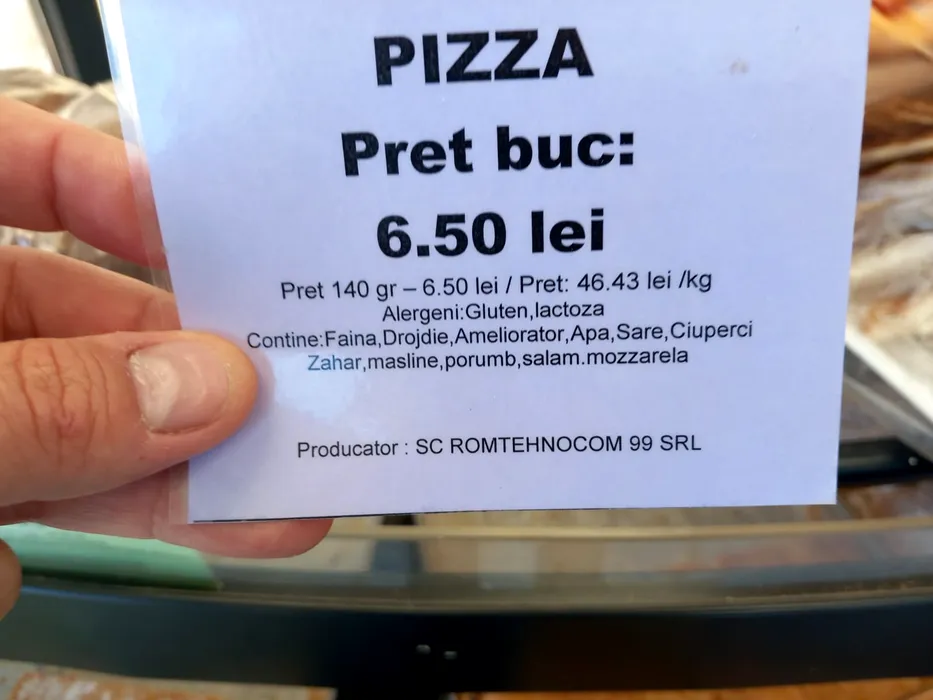 PIZZA
Pret buc:
6.50 lei
Pret 140 gr – 6.50 lei / Pret: 46.43 lei /kg
Alergeni:Gluten,lactoza
Contine:Faina,Drojdie,Ameliorator,Apa,Sare,Ciuperci
Zahar,masline,porumb,salam.mozzarela
Producator : SC ROMTEHNOCOM 99 SRL